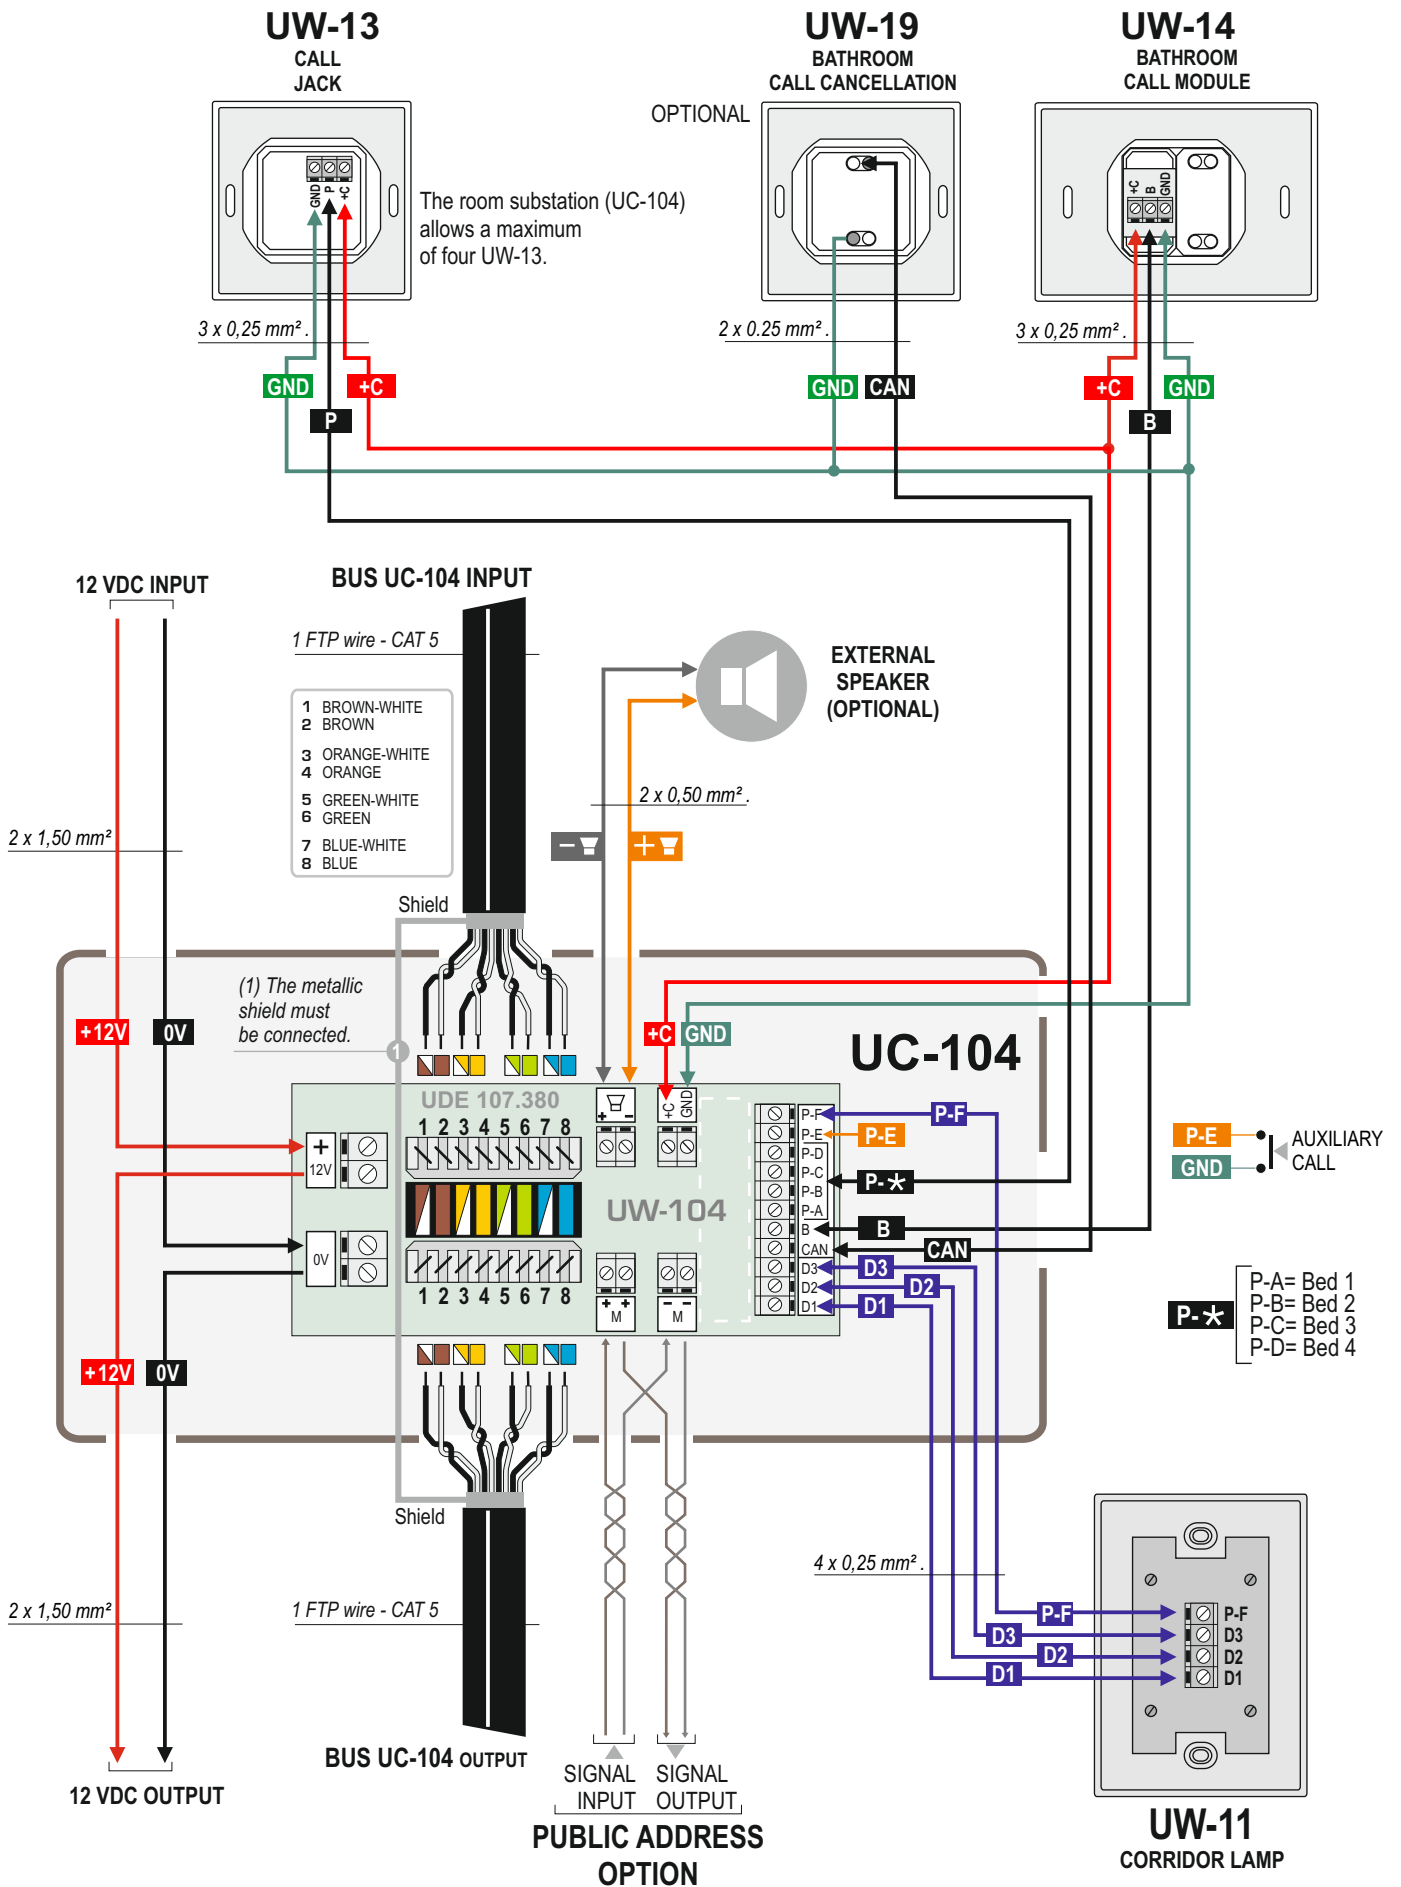 UW-13
CALL
JACK
UW-19
BATHROOM
CALL CANCELLATION
UW-14
BATHROOM
CALL MODULE
OPTIONAL
GND
P
+C
+C
B
GND
The room substation (UC-104)
allows a maximum
of four UW-13.
3 x 0,25 mm² .
2 x 0.25 mm² .
3 x 0,25 mm² .
GND
+C
P
GND
CAN
+C
GND
B
12 VDC INPUT
BUS UC-104 INPUT
1 FTP wire - CAT 5
EXTERNAL
SPEAKER
(OPTIONAL)
1 BROWN-WHITE
2 BROWN
3 ORANGE-WHITE
4 ORANGE
5 GREEN-WHITE
6 GREEN
7 BLUE-WHITE
8 BLUE
2 x 0,50 mm² .
2 x 1,50 mm²
−
+
Shield
(1) The metallic
shield must
be connected.
+12V
0V
1
+C
GND
UC-104
UDE 107.380
1 2 3 4 5 6 7 8
+ -
+C
GND
+
12V
0V
UW-104
P-F
P-E
P-D
P-C
P-B
P-A
B
CAN
D3
D2
D1
P-F
P-E
P-*
B
CAN
D3
D2
D1
P-E
GND
AUXILIARY
CALL
1 2 3 4 5 6 7 8
+ +
M
- -
M
P-*
P-A= Bed 1
P-B= Bed 2
P-C= Bed 3
P-D= Bed 4
+12V
0V
Shield
4 x 0,25 mm² .
2 x 1,50 mm²
1 FTP wire - CAT 5
P-F
D3
D2
D1
P-F
D3
D2
D1
BUS UC-104 OUTPUT
12 VDC OUTPUT
SIGNAL
INPUT
SIGNAL
OUTPUT
PUBLIC ADDRESS
OPTION
UW-11
CORRIDOR LAMP